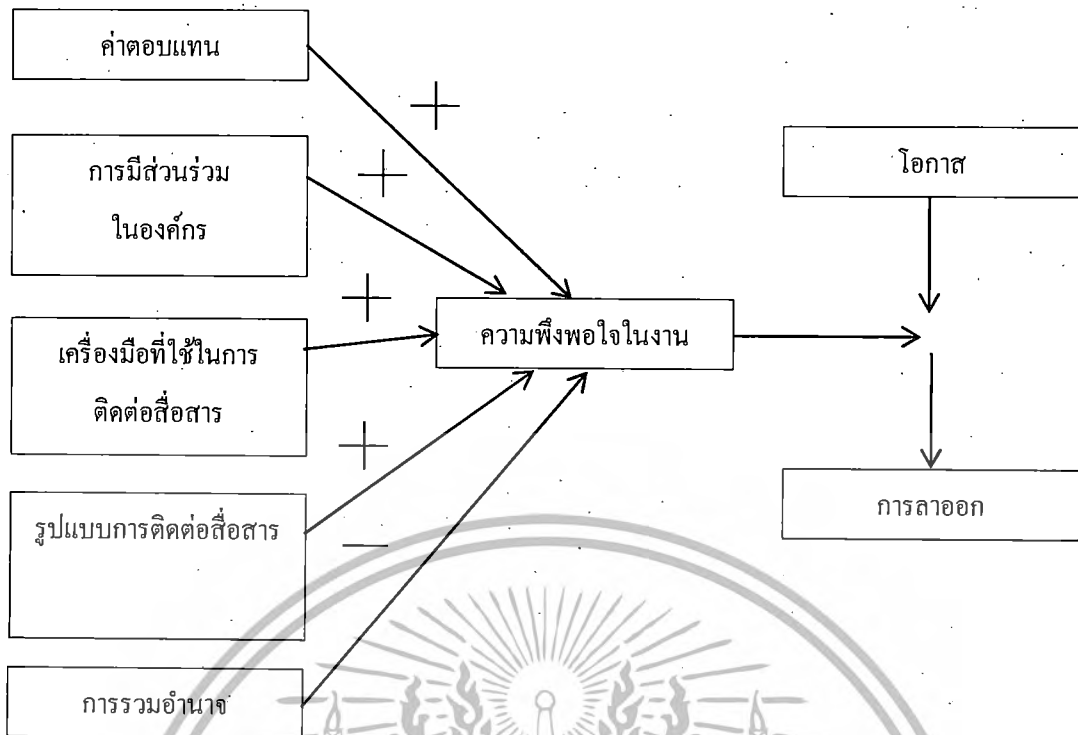 ค่าตอบแทน
การมีส่วนร่วม
ในองค์กร
เครื่องมือที่ใช้ในการ
ติดต่อสื่อสาร
รูปแบบการติดต่อสื่อสาร
การรวมอำนาจ
+
+
+
+
—
ความพึงพอใจในงาน
โอกาส
การลาออก